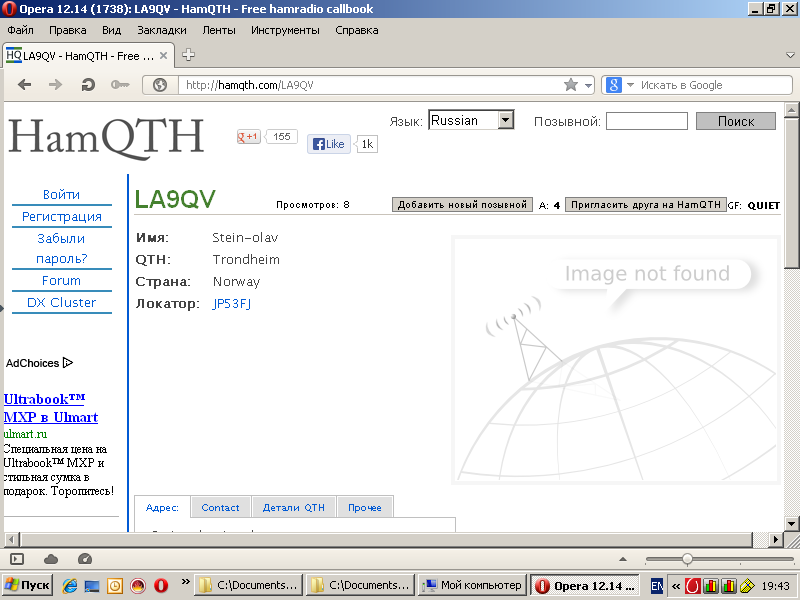 Opera 12.14 (1738): LA9QV - HamQTH - Free hamradio callbook
Файл Правка Вид Закладки Ленты Инструменты Справка
HQ LA9QV - HamQTH - Free ...
http://hamqth.com/LA9QV
8 Искать в Google
HamQTH
g +1 155
Like 1k
Язык: Russian Позывной: Поиск
Войти
Регистрация
Забыли
пароль?
Forum
DX Cluster
LA9QV Просмотров: 8 Добавить новый позывной A: 4 Пригласить друга на HamQTH GF: QUIET
Имя: Stein-olav
QTH: Trondheim
Страна: Norway
Локатор: JP53FJ
Image not found
AdChoices
Ultrabook™
MXP в Ulmart
ulmart.ru
Специальная цена на
Ultrabook™ MXP и
стильная сумка в
подарок. Торопитесь!
Адрес: Contact Детали QTH Прочее
Пуск » C:\Documents... C:\Documents... Мой компьютер Opera 12.14 ... EN « 19:43